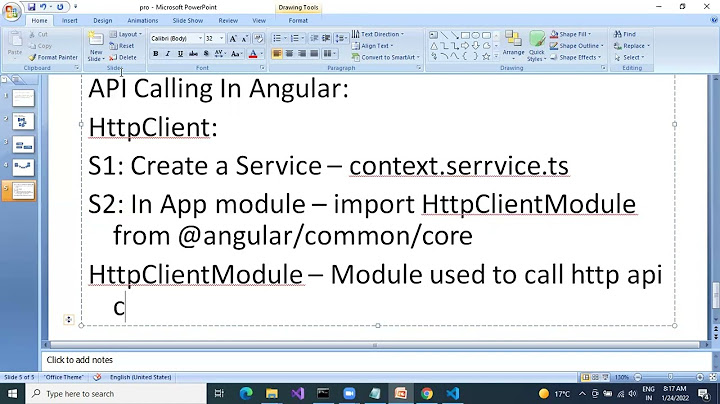 pro - Microsoft PowerPoint
Drawing Tools
Home Insert Design Animations Slide Show Review View Format
Paste
Cut
Copy
Format Painter
Clipboard
New Slide
Layout
Reset
Delete
Slides
Calibri (Body) 32
Font
Paragraph
Text Direction
Align Text
Convert to SmartArt
Arrange
Quick Styles
Shape Fill
Shape Outline
Shape Effects
Drawing
Find
Replace
Select
Editing
API Calling In Angular:
HttpClient:
S1: Create a Service – context.serrvice.ts
S2: In App module – import HttpClientModule
from @angular/common/core
HttpClientModule – Module used to call http api
c
Click to add notes
Slide 5 of 5 "Office Theme" English (United States) 130%
Type here to search
17°C
ENG
IN
8:17 AM
1/24/2022